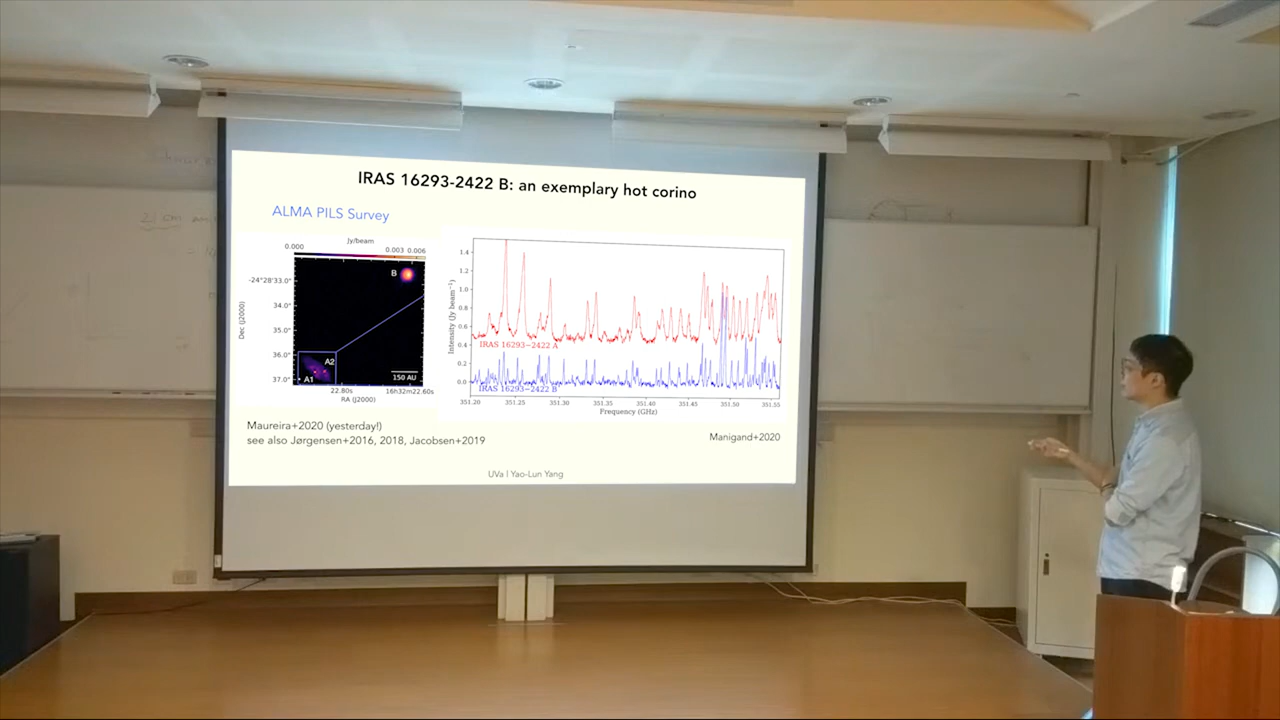 IRAS 16293-2422 B: an exemplary hot corino
ALMA PILS Survey
Jy/beam
0.000 0.003 0.006
B
-24°28'33.0"
34.0"
35.0"
36.0"
37.0"
Dec (J2000)
A2
A1
150 AU
22.80s 16h32m22.60s
RA (J2000)
Intensity (Jy beam⁻¹)
1.4
1.2
1.0
0.8
0.6
0.4
0.2
0.0
IRAS 16293−2422 A
IRAS 16293−2422 B
351.20 351.25 351.30 351.35 351.40 351.45 351.50 351.55
Frequency (GHz)
Maureira+2020 (yesterday!)
see also Jørgensen+2016, 2018, Jacobsen+2019
Manigand+2020
UVa | Yao-Lun Yang